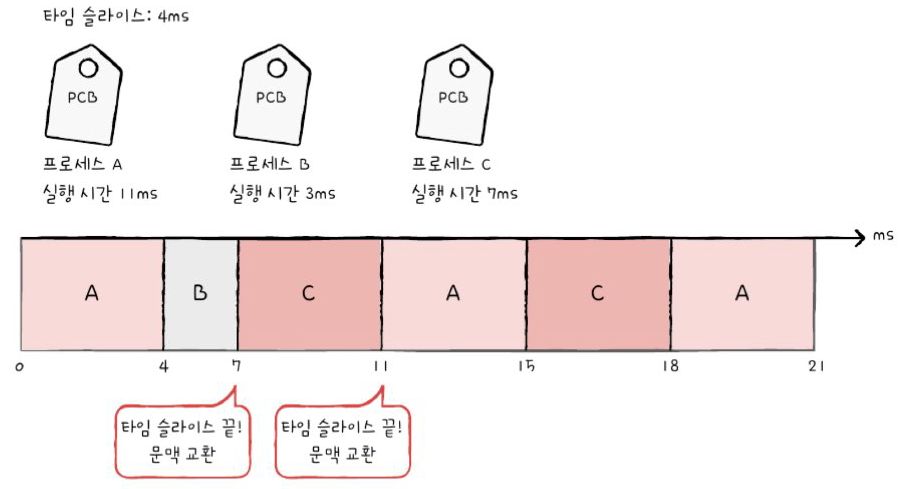 타임 슬라이스: 4ms
PCB
PCB
PCB
프로세스 A
실행 시간 11ms
프로세스 B
실행 시간 3ms
프로세스 C
실행 시간 7ms
ms
A
B
C
A
C
A
0
4
7
11
15
18
21
타임 슬라이스 끝!
문맥 교환
타임 슬라이스 끝!
문맥 교환